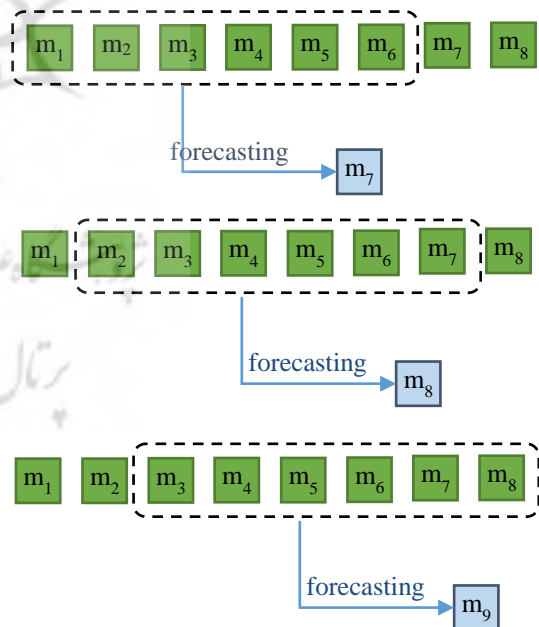 m₁ m₂ m₃ m₄ m₅ m₆ m₇ m₈
forecasting
m₇
m₁ m₂ m₃ m₄ m₅ m₆ m₇ m₈
forecasting
m₈
m₁ m₂ m₃ m₄ m₅ m₆ m₇ m₈
forecasting
m₉